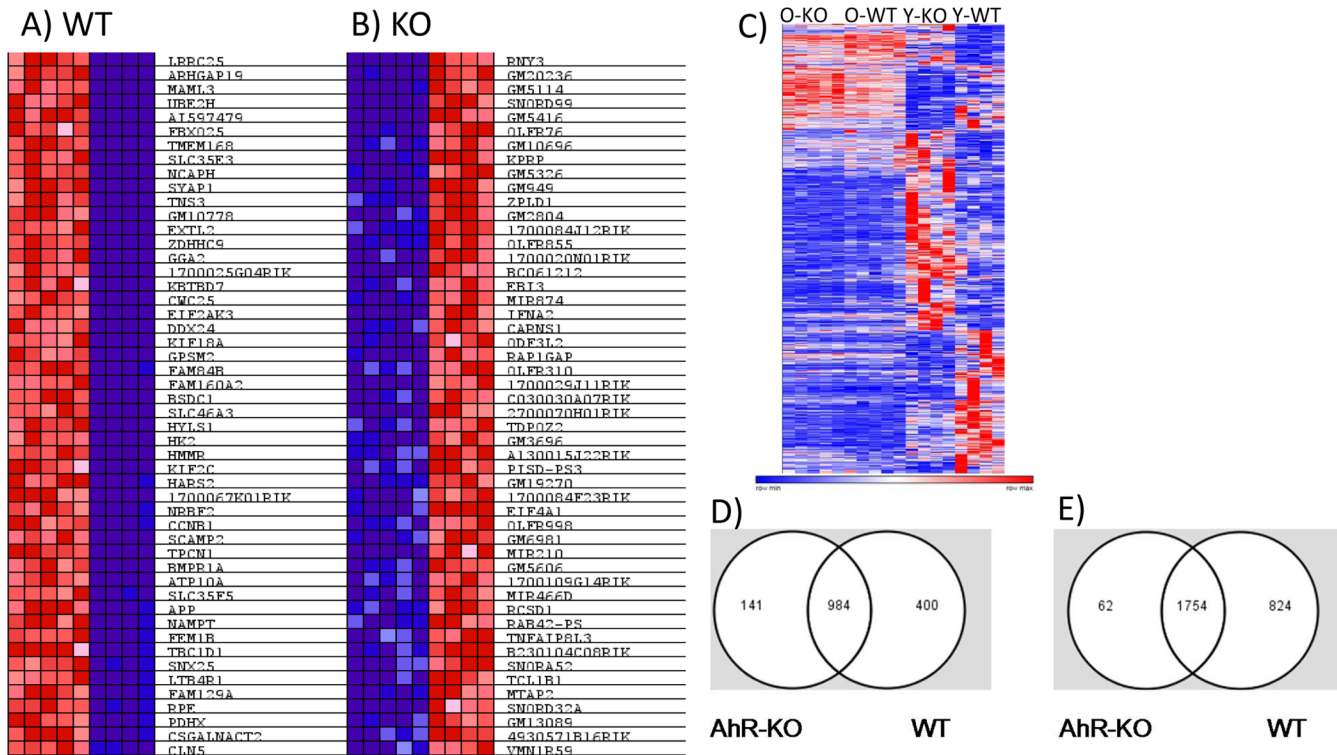 A) WT
LRRC25
ARHGAP19
MAML3
UBE2H
AI597479
FBXO25
TMEM168
SLC35E3
NCAPH
SYAP1
TNS3
GM10778
EXTL2
ZDHHC9
GGA2
1700025G04RIK
KBTBD7
CWC25
EIF2AK3
DDX24
KIF18A
GPSM2
FAM84B
FAM160A2
BSDC1
SLC46A3
HYLS1
HK2
HMMR
KIF2C
HARS2
1700067K01RIK
NRBF2
CCNB1
SCAMP2
TPCN1
BMPR1A
ATP10A
SLC35F5
APP
NAMPT
FEM1B
TBC1D1
SNX25
LTB4R1
FAM129A
RPE
PDHX
CSGALNACT2
CLN5
B) KO
RNY3
GM20236
GM5114
SNORD99
GM5416
OLFR76
GM10696
KPRP
GM5326
GM949
ZPLD1
GM2804
1700084J12RIK
OLFR855
1700020N01RIK
BC061212
EBI3
MIR874
IFNA2
CARNS1
ODF3L2
RAP1GAP
OLFR310
1700029J11RIK
C030030A07RIK
2700070H01RIK
TDPOZ2
GM3696
A130015J22RIK
PISD-PS3
GM19270
1700084F23RIK
EIF4A1
OLFR998
GM6981
MIR210
GM5606
1700109G14RIK
MIR466D
RCSD1
RAB42-PS
TNFAIP8L3
B230104C08RIK
SNORA52
TCL1B1
MTAP2
SNORD32A
GM13089
4930571B16RIK
VMN1R59
C)
O-KO O-WT Y-KO Y-WT
row min row max
D)
141 984 400
AhR-KO WT
E)
62 1754 824
AhR-KO WT